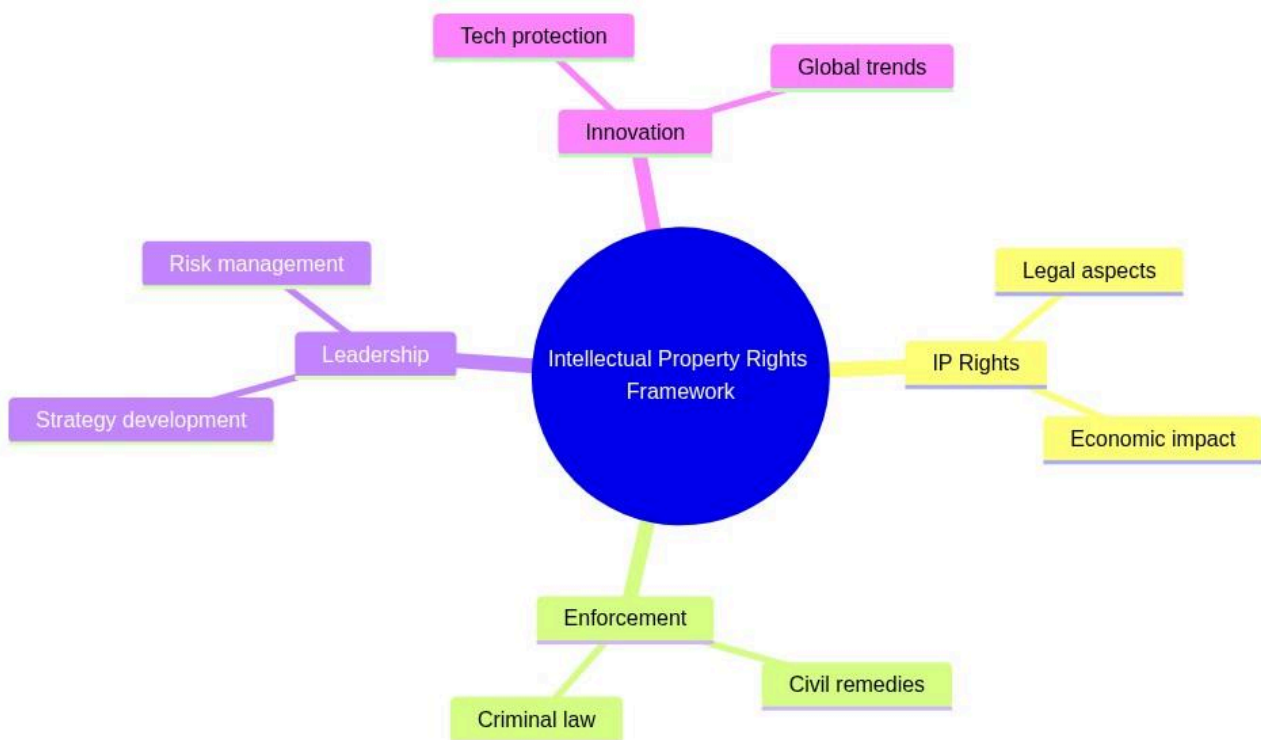 Tech protection
Global trends
Innovation
Risk management
Legal aspects
Leadership
Intellectual Property Rights
Framework
IP Rights
Strategy development
Economic impact
Enforcement
Civil remedies
Criminal law